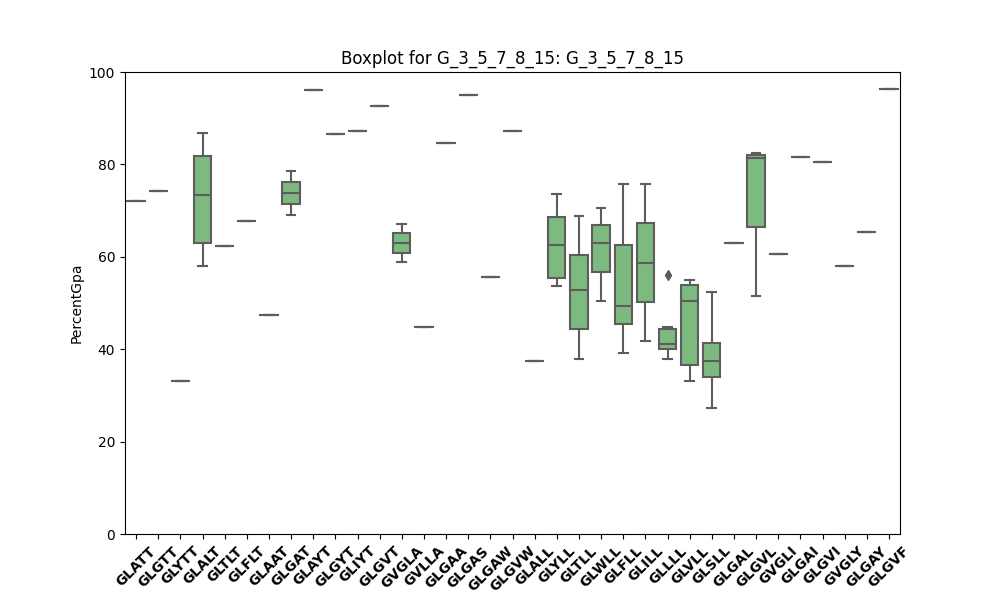 Boxplot for G_3_5_7_8_15: G_3_5_7_8_15
PercentGpa
100
80
60
40
20
0
GLATT
GLGTT
GLYTT
GLALT
GLTLT
GLFLT
GLAAT
GLGAT
GLAYT
GLGYT
GLIYT
GLGVT
GVGLA
GVLLA
GLGAA
GLGAS
GLGAW
GLGVW
GLALL
GLYLL
GLTLL
GLWLL
GLFLL
GLILL
GLLLL
GLVLL
GLSLL
GLGAL
GLGVL
GVGLI
GLGAI
GLGVI
GVGLY
GLGAY
GLGVF